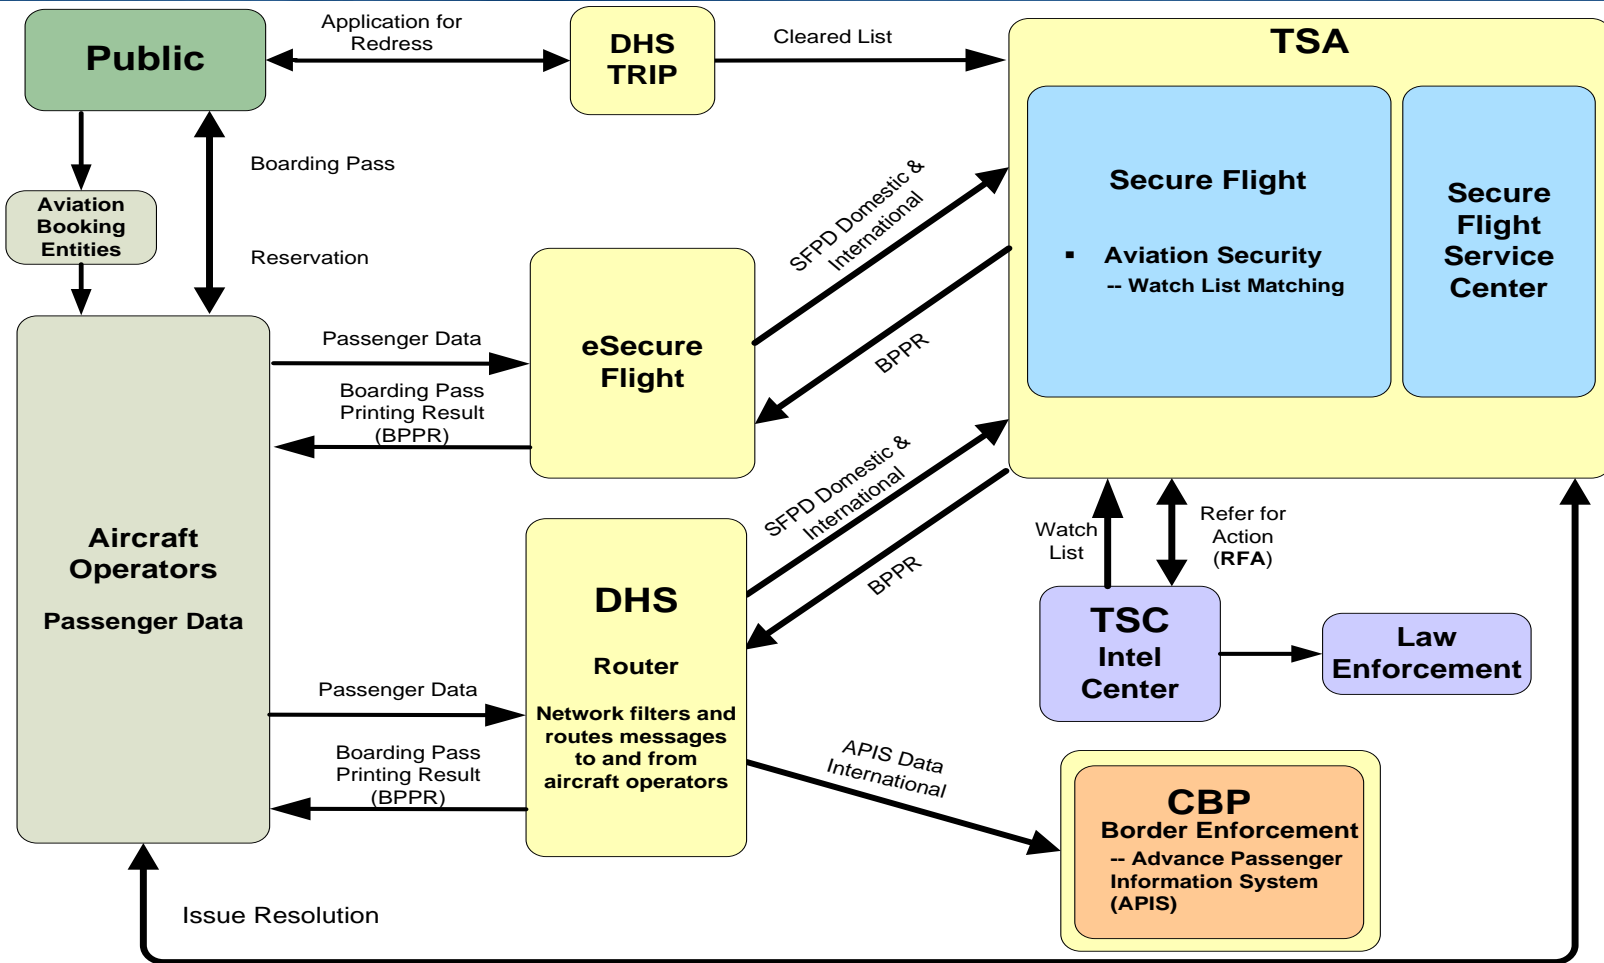 Public
Application for
Redress
DHS
TRIP
Cleared List
TSA
Secure Flight
▪ Aviation Security
-- Watch List Matching
Secure
Flight
Service
Center
Boarding Pass
Reservation
Aviation
Booking
Entities
SFPD Domestic &
International
BPPR
Passenger Data
Boarding Pass
Printing Result
(BPPR)
eSecure
Flight
Aircraft
Operators
Passenger Data
SFPD Domestic &
International
BPPR
DHS
Router
Network filters and
routes messages
to and from
aircraft operators
Passenger Data
Boarding Pass
Printing Result
(BPPR)
Watch
List
Refer for
Action
(RFA)
TSC
Intel
Center
Law
Enforcement
APIS Data
International
CBP
Border Enforcement
-- Advance Passenger
Information System
(APIS)
Issue Resolution